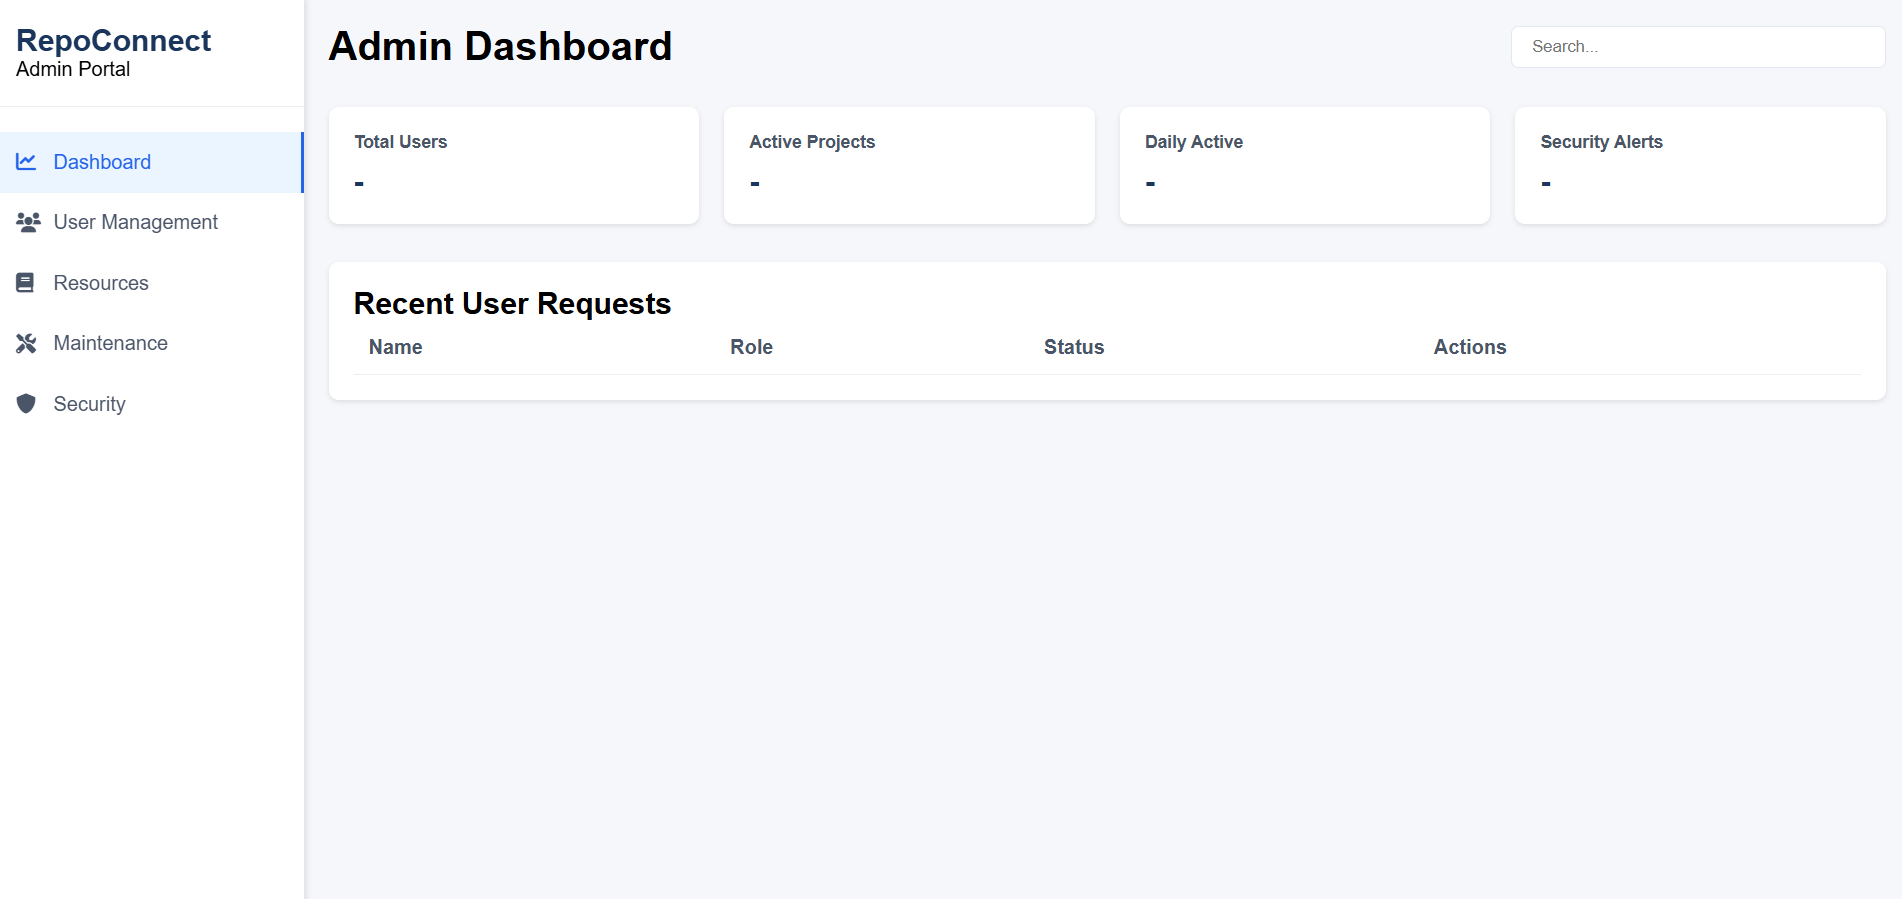 RepoConnect
Admin Portal
Dashboard
User Management
Resources
Maintenance
Security
Admin Dashboard
Search...
Total Users
-
Active Projects
-
Daily Active
-
Security Alerts
-
Recent User Requests
Name Role Status Actions